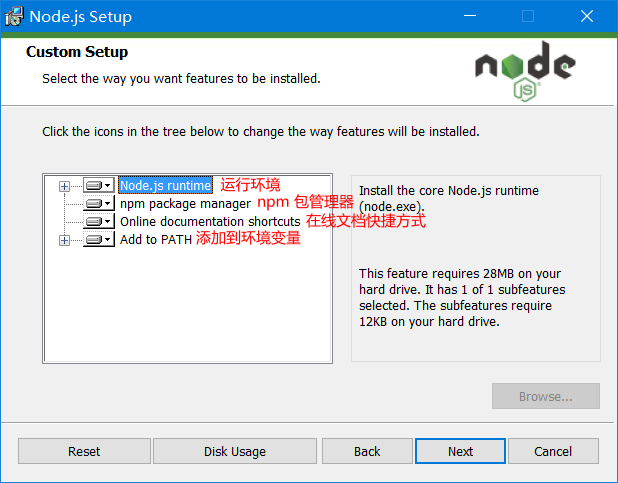 Node.js Setup
Custom Setup
Select the way you want features to be installed.
node
JS
Click the icons in the tree below to change the way features will be installed.
Node.js runtime 运行环境
npm package manager npm 包管理器
Online documentation shortcuts 在线文档快捷方式
Add to PATH 添加到环境变量
Install the core Node.js runtime
(node.exe).
This feature requires 28MB on your
hard drive. It has 1 of 1 subfeatures
selected. The subfeatures require
12KB on your hard drive.
Browse...
Reset
Disk Usage
Back
Next
Cancel